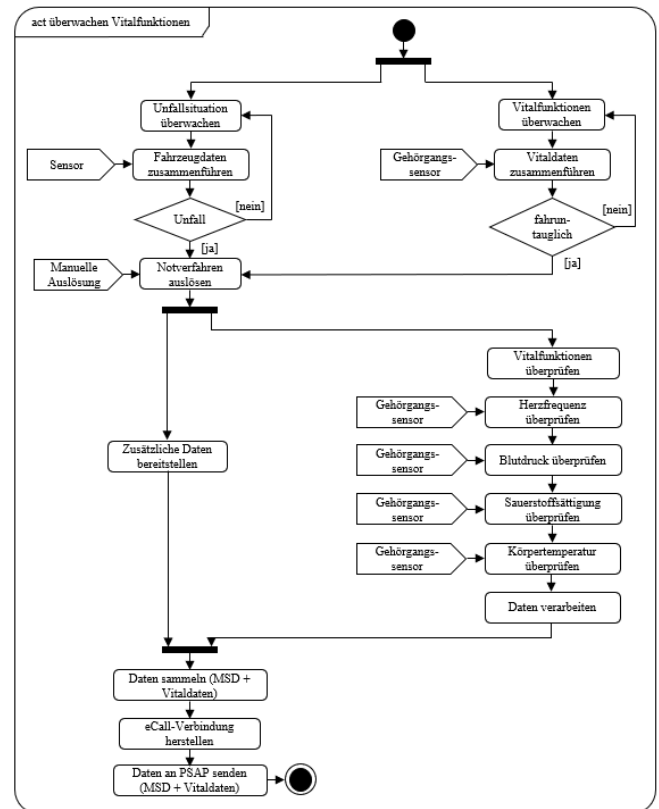 act überwachen Vitalfunktionen
Unfallsituation
überwachen
Vitalfunktionen
überwachen
Sensor
Fahrzeugdaten
zusammenführen
Gehörgangs-
sensor
Vitaldaten
zusammenführen
[nein]
[nein]
Unfall
fahrun-
tauglich
[ja]
[ja]
Manuelle
Auslösung
Notverfahren
auslösen
Vitalfunktionen
überprüfen
Gehörgangs-
sensor
Herzfrequenz
überprüfen
Zusätzliche Daten
bereitstellen
Gehörgangs-
sensor
Blutdruck überprüfen
Gehörgangs-
sensor
Sauerstoffsättigung
überprüfen
Gehörgangs-
sensor
Körpertemperatur
überprüfen
Daten verarbeiten
Daten sammeln (MSD +
Vitaldaten)
eCall-Verbindung
herstellen
Daten an PSAP senden
(MSD + Vitaldaten)